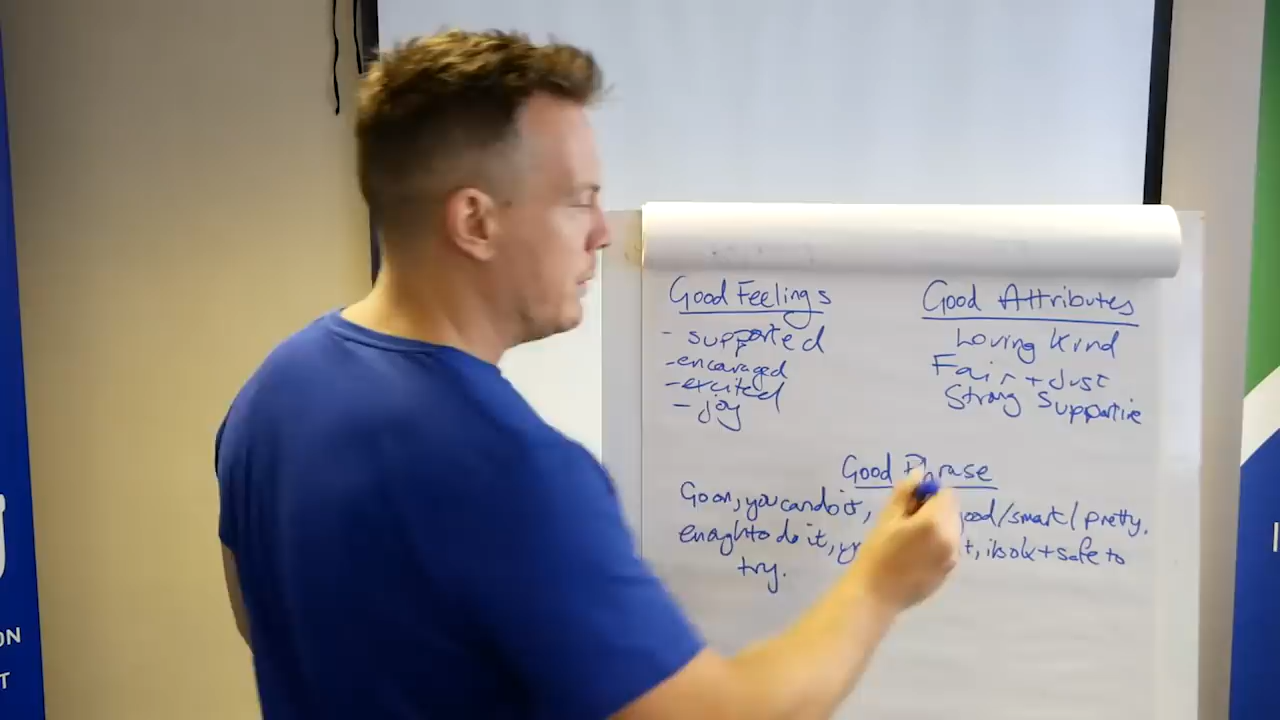 Good Feelings
- supported
- encouraged
- excited
- joy
Good Attributes
Loving Kind
Fair + Just
Strong Supportive
Good Phrase
Go on, you can do it, good/smart/pretty,
enough to do it, its ok + safe to
try.
ON
T